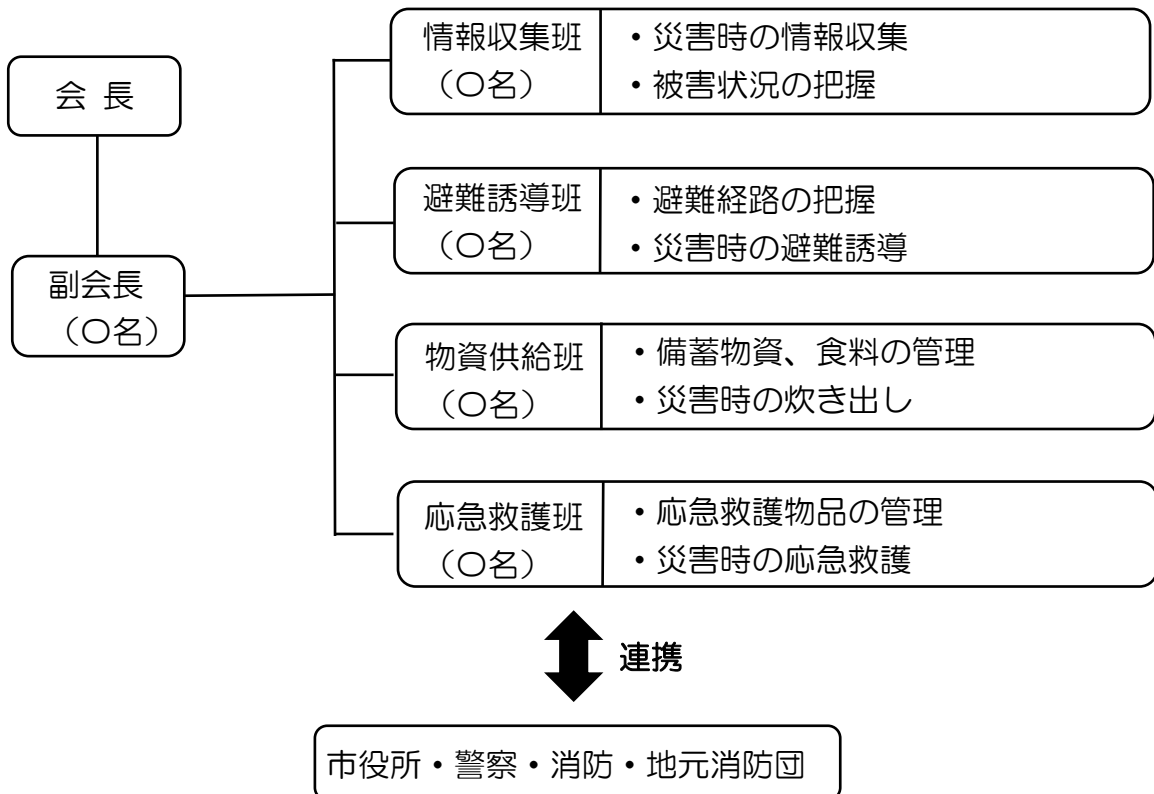 会 長
副会長
（〇名）
情報収集班
（〇名）
・災害時の情報収集
・被害状況の把握
避難誘導班
（〇名）
・避難経路の把握
・災害時の避難誘導
物資供給班
（〇名）
・備蓄物資、食料の管理
・災害時の炊き出し
応急救護班
（〇名）
・応急救護物品の管理
・災害時の応急救護
連携
市役所・警察・消防・地元消防団